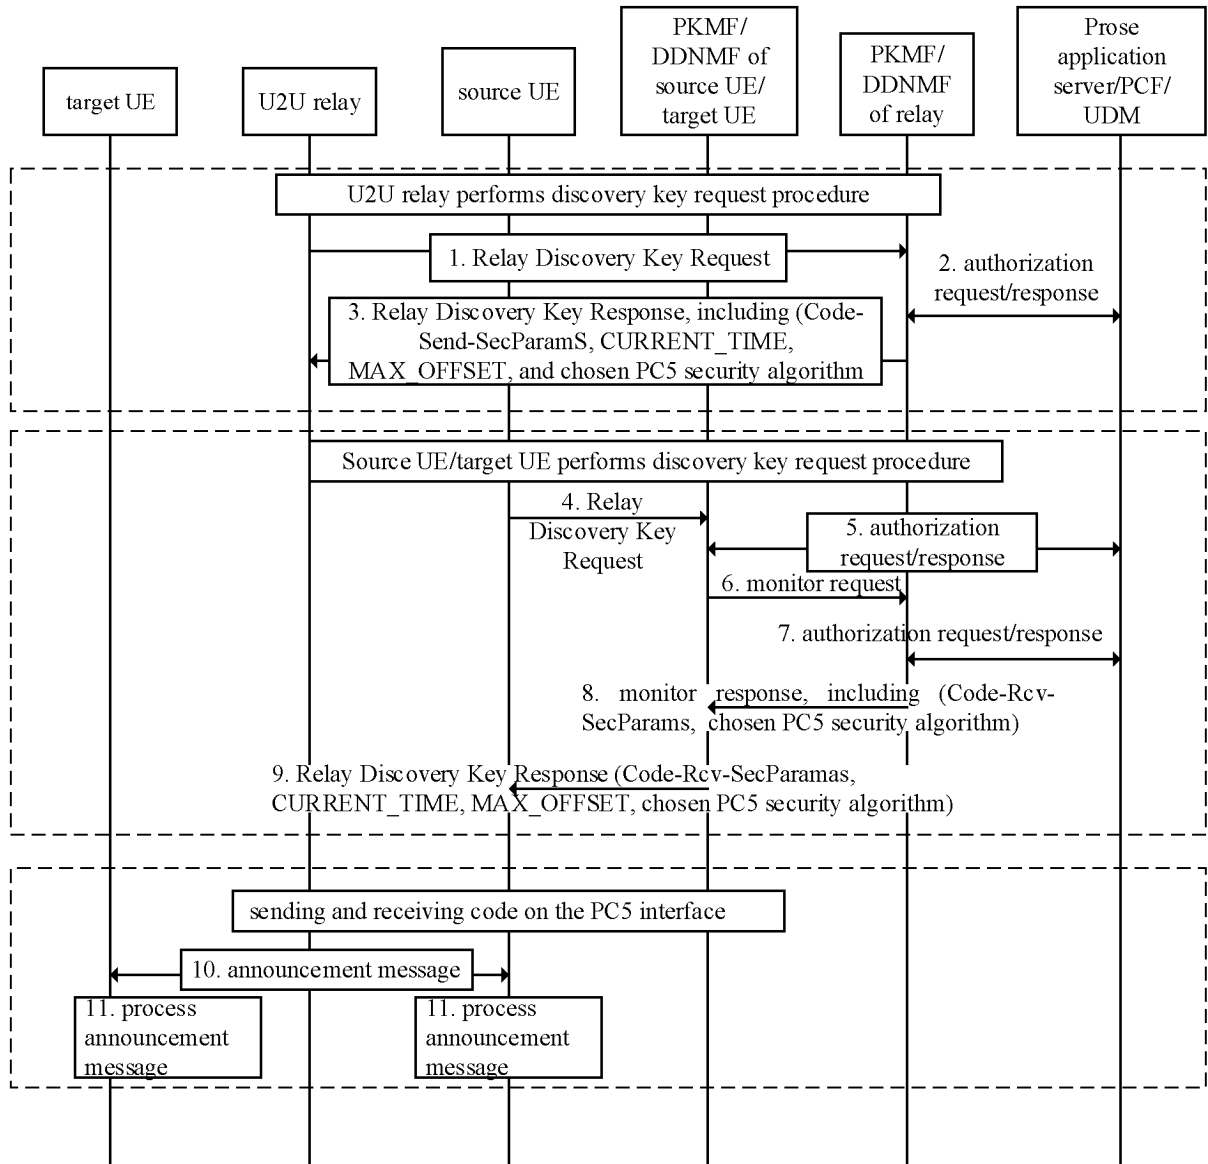 target UE
U2U relay
source UE
PKMF/
DDNMF of
source UE/
target UE
PKMF/
DDNMF
of relay
Prose
application
server/PCF/
UDM
U2U relay performs discovery key request procedure
1. Relay Discovery Key Request
2. authorization
request/response
3. Relay Discovery Key Response, including (Code-
Send-SecParamS, CURRENT_TIME,
MAX_OFFSET, and chosen PC5 security algorithm
Source UE/target UE performs discovery key request procedure
4. Relay
Discovery Key
Request
5. authorization
request/response
6. monitor request
7. authorization request/response
8. monitor response, including (Code-Rcv-
SecParams, chosen PC5 security algorithm)
9. Relay Discovery Key Response (Code-Rcv-SecParamas,
CURRENT_TIME, MAX_OFFSET, chosen PC5 security algorithm)
sending and receiving code on the PC5 interface
10. announcement message
11. process
announcement
message
11. process
announcement
message